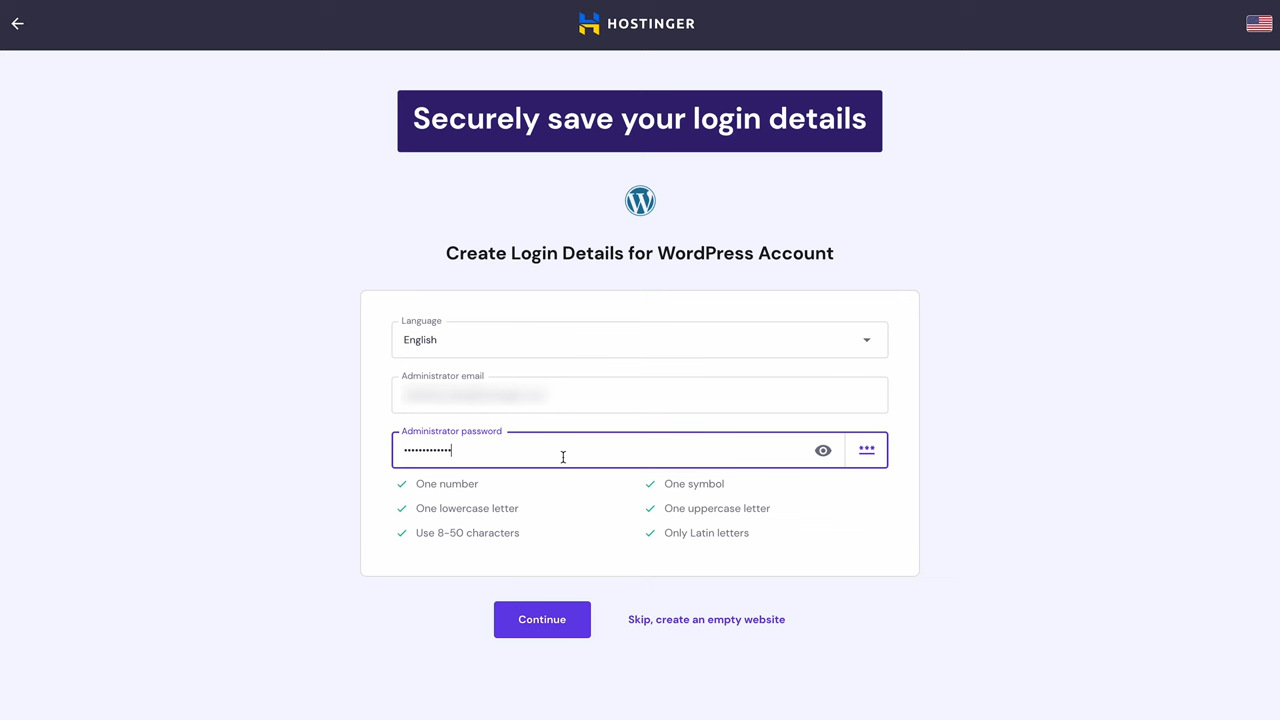 HOSTINGER
Securely save your login details
Create Login Details for WordPress Account
Language
English
Administrator email
Administrator password
•••••••••••••
One number
One symbol
One lowercase letter
One uppercase letter
Use 8-50 characters
Only Latin letters
Continue
Skip, create an empty website